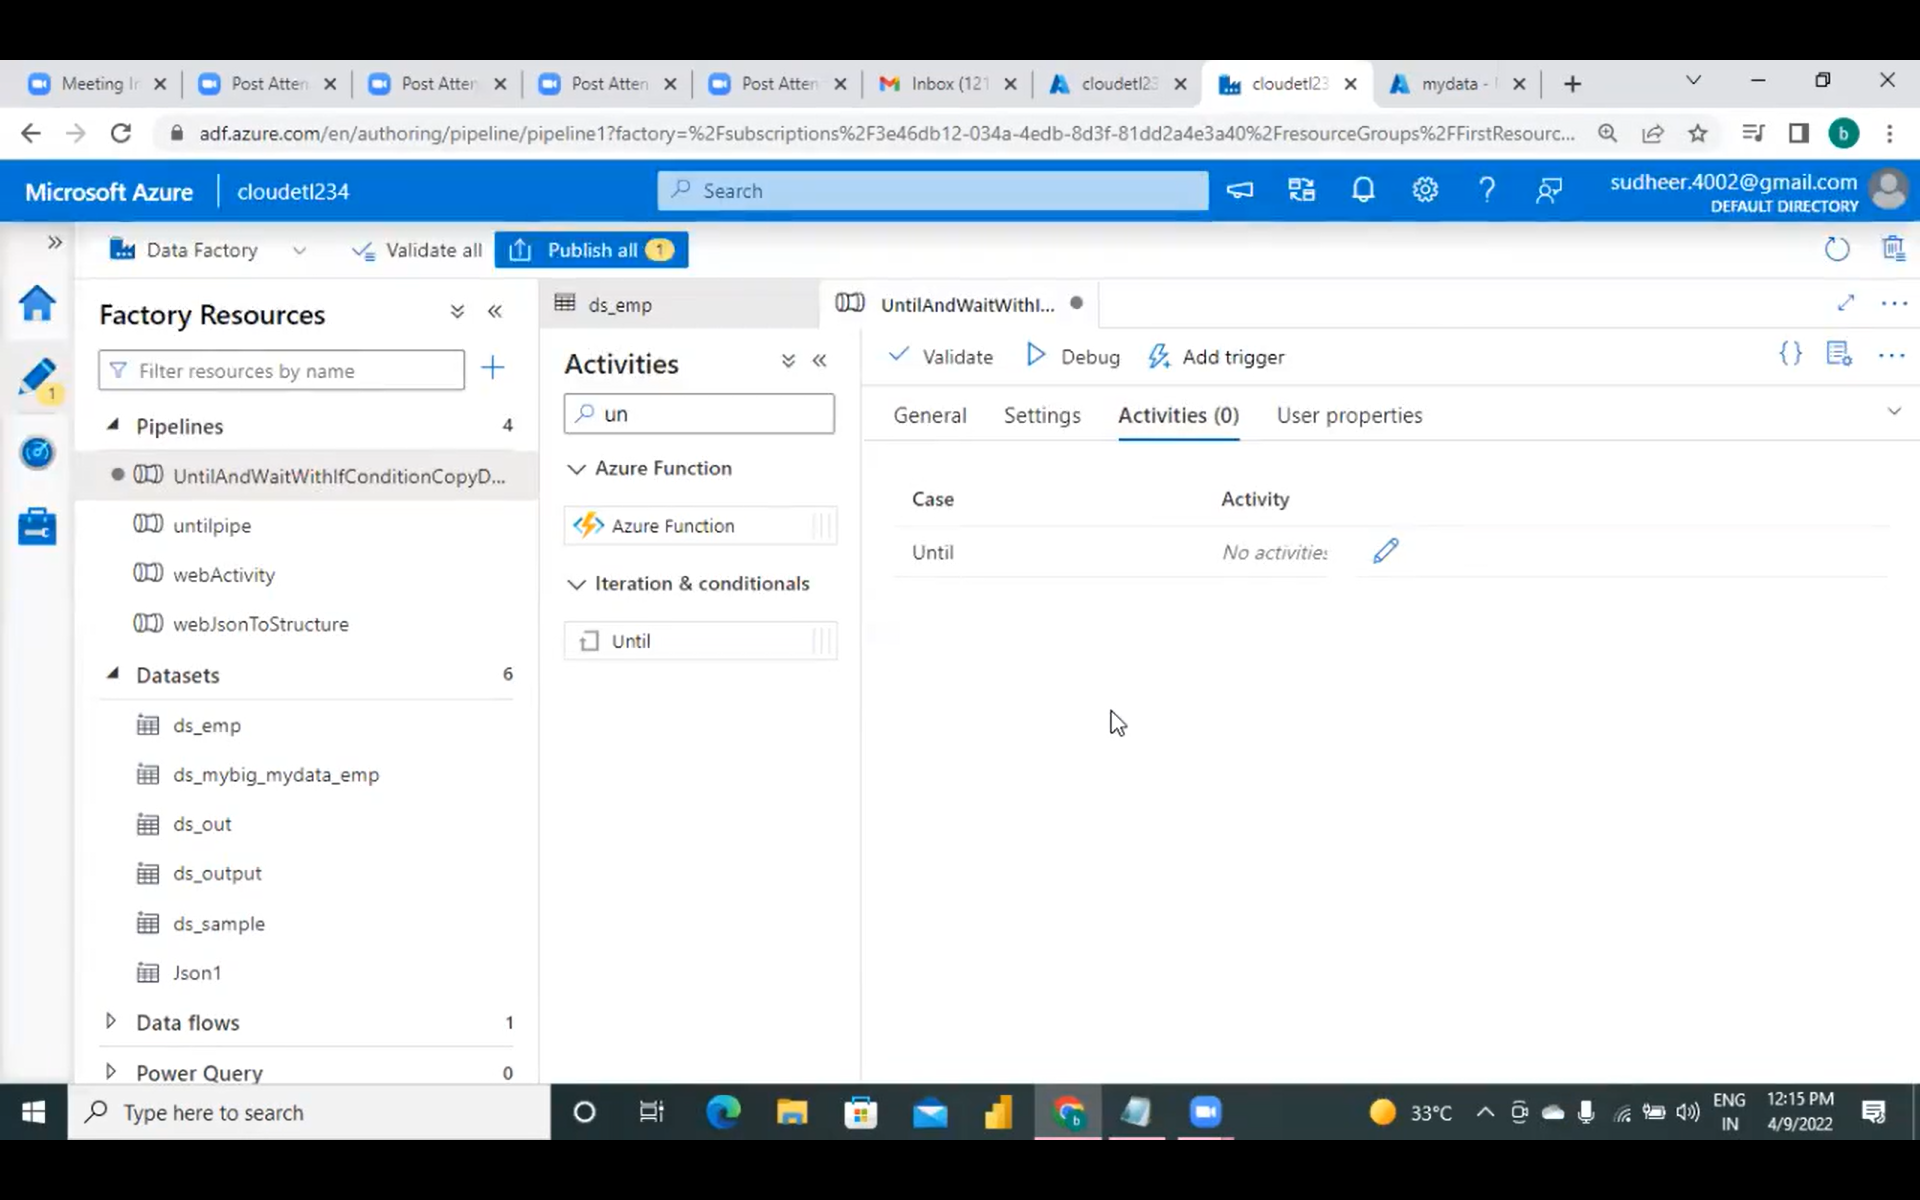 Meeting In
Post Atten
Post Atten
Post Atten
Post Atten
Inbox (121
cloudetl23
cloudetl23
mydata -
adf.azure.com/en/authoring/pipeline/pipeline1?factory=%2Fsubscriptions%2F3e46db12-034a-4edb-8d3f-81dd2a4e3a40%2FresourceGroups%2FFirstResourc...
b
Microsoft Azure
cloudetl234
Search
sudheer.4002@gmail.com
DEFAULT DIRECTORY
Data Factory
Validate all
Publish all
1
Factory Resources
Filter resources by name
1
Pipelines
4
UntilAndWaitWithIfConditionCopyD...
untilpipe
webActivity
webJsonToStructure
Datasets
6
ds_emp
ds_mybig_mydata_emp
ds_out
ds_output
ds_sample
Json1
Data flows
1
Power Query
0
ds_emp
UntilAndWaitWithI...
Activities
un
Azure Function
Azure Function
Iteration & conditionals
Until
Validate
Debug
Add trigger
General
Settings
Activities (0)
User properties
Case
Activity
Until
No activities
Type here to search
33°C
ENG
IN
12:15 PM
4/9/2022